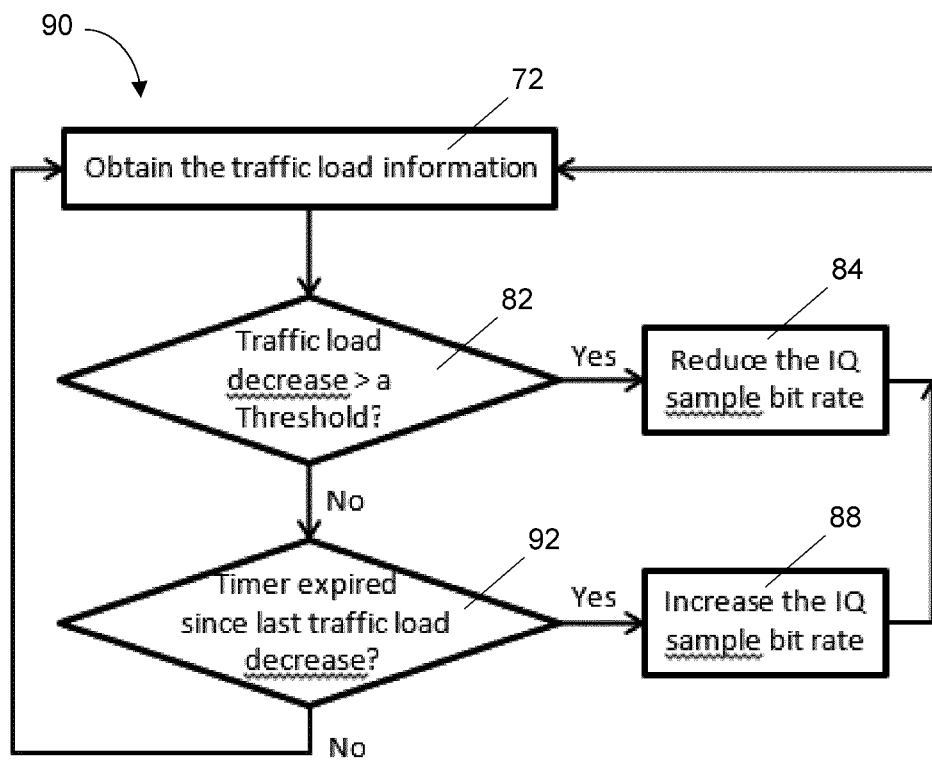 90
72
Obtain the traffic load information
82
Traffic load
decrease > a
Threshold?
Yes
84
Reduce the IQ
sample bit rate
No
92
Timer expired
since last traffic load
decrease?
Yes
88
Increase the IQ
sample bit rate
No